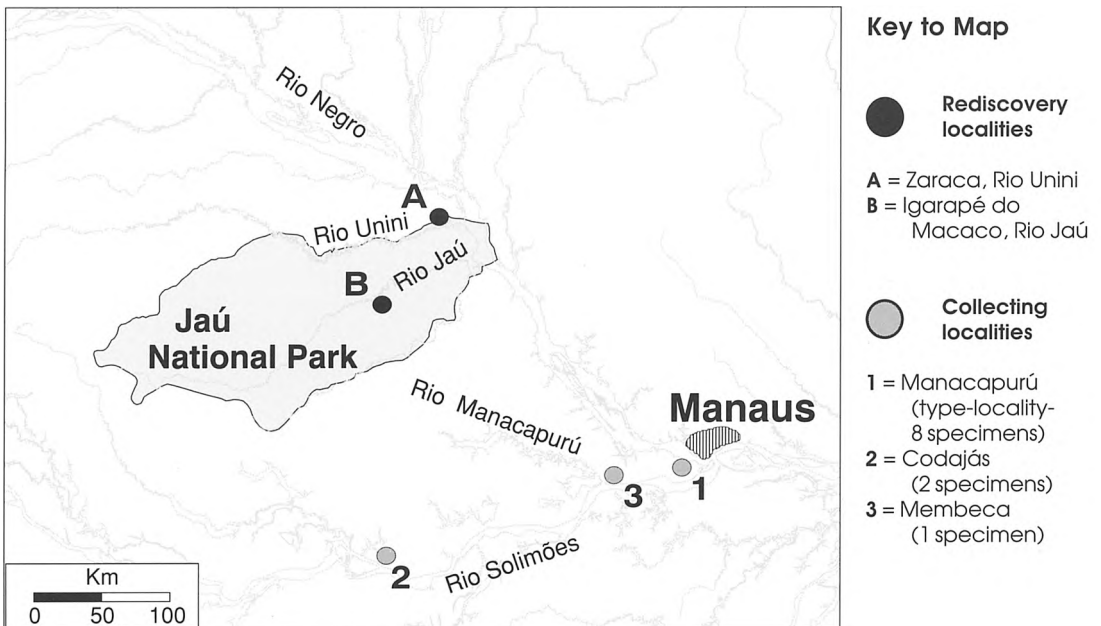 Rio Negro
A
Rio Unini
Rio Jaú
B
Jaú
National Park
Rio Manacapurú
Manaus
3
1
2
Rio Solimões
Km
0 50 100
Key to Map
Rediscovery
localities
A = Zaraca, Rio Unini
B = Igarapé do
Macaco, Rio Jaú
Collecting
localities
1 = Manacapurú
(type-locality-
8 specimens)
2 = Codajás
(2 specimens)
3 = Membeca
(1 specimen)